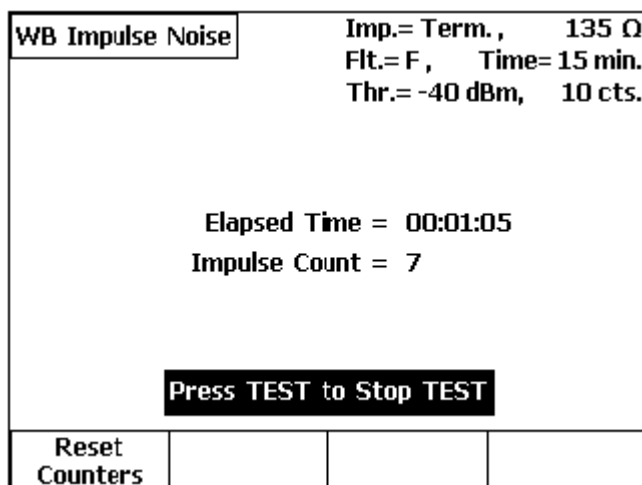 WB Impulse Noise
Imp.= Term., 135 Ω
Flt.= F, Time= 15 min.
Thr.= -40 dBm, 10 cts.
Elapsed Time = 00:01:05
Impulse Count = 7
Press TEST to Stop TEST
Reset
Counters